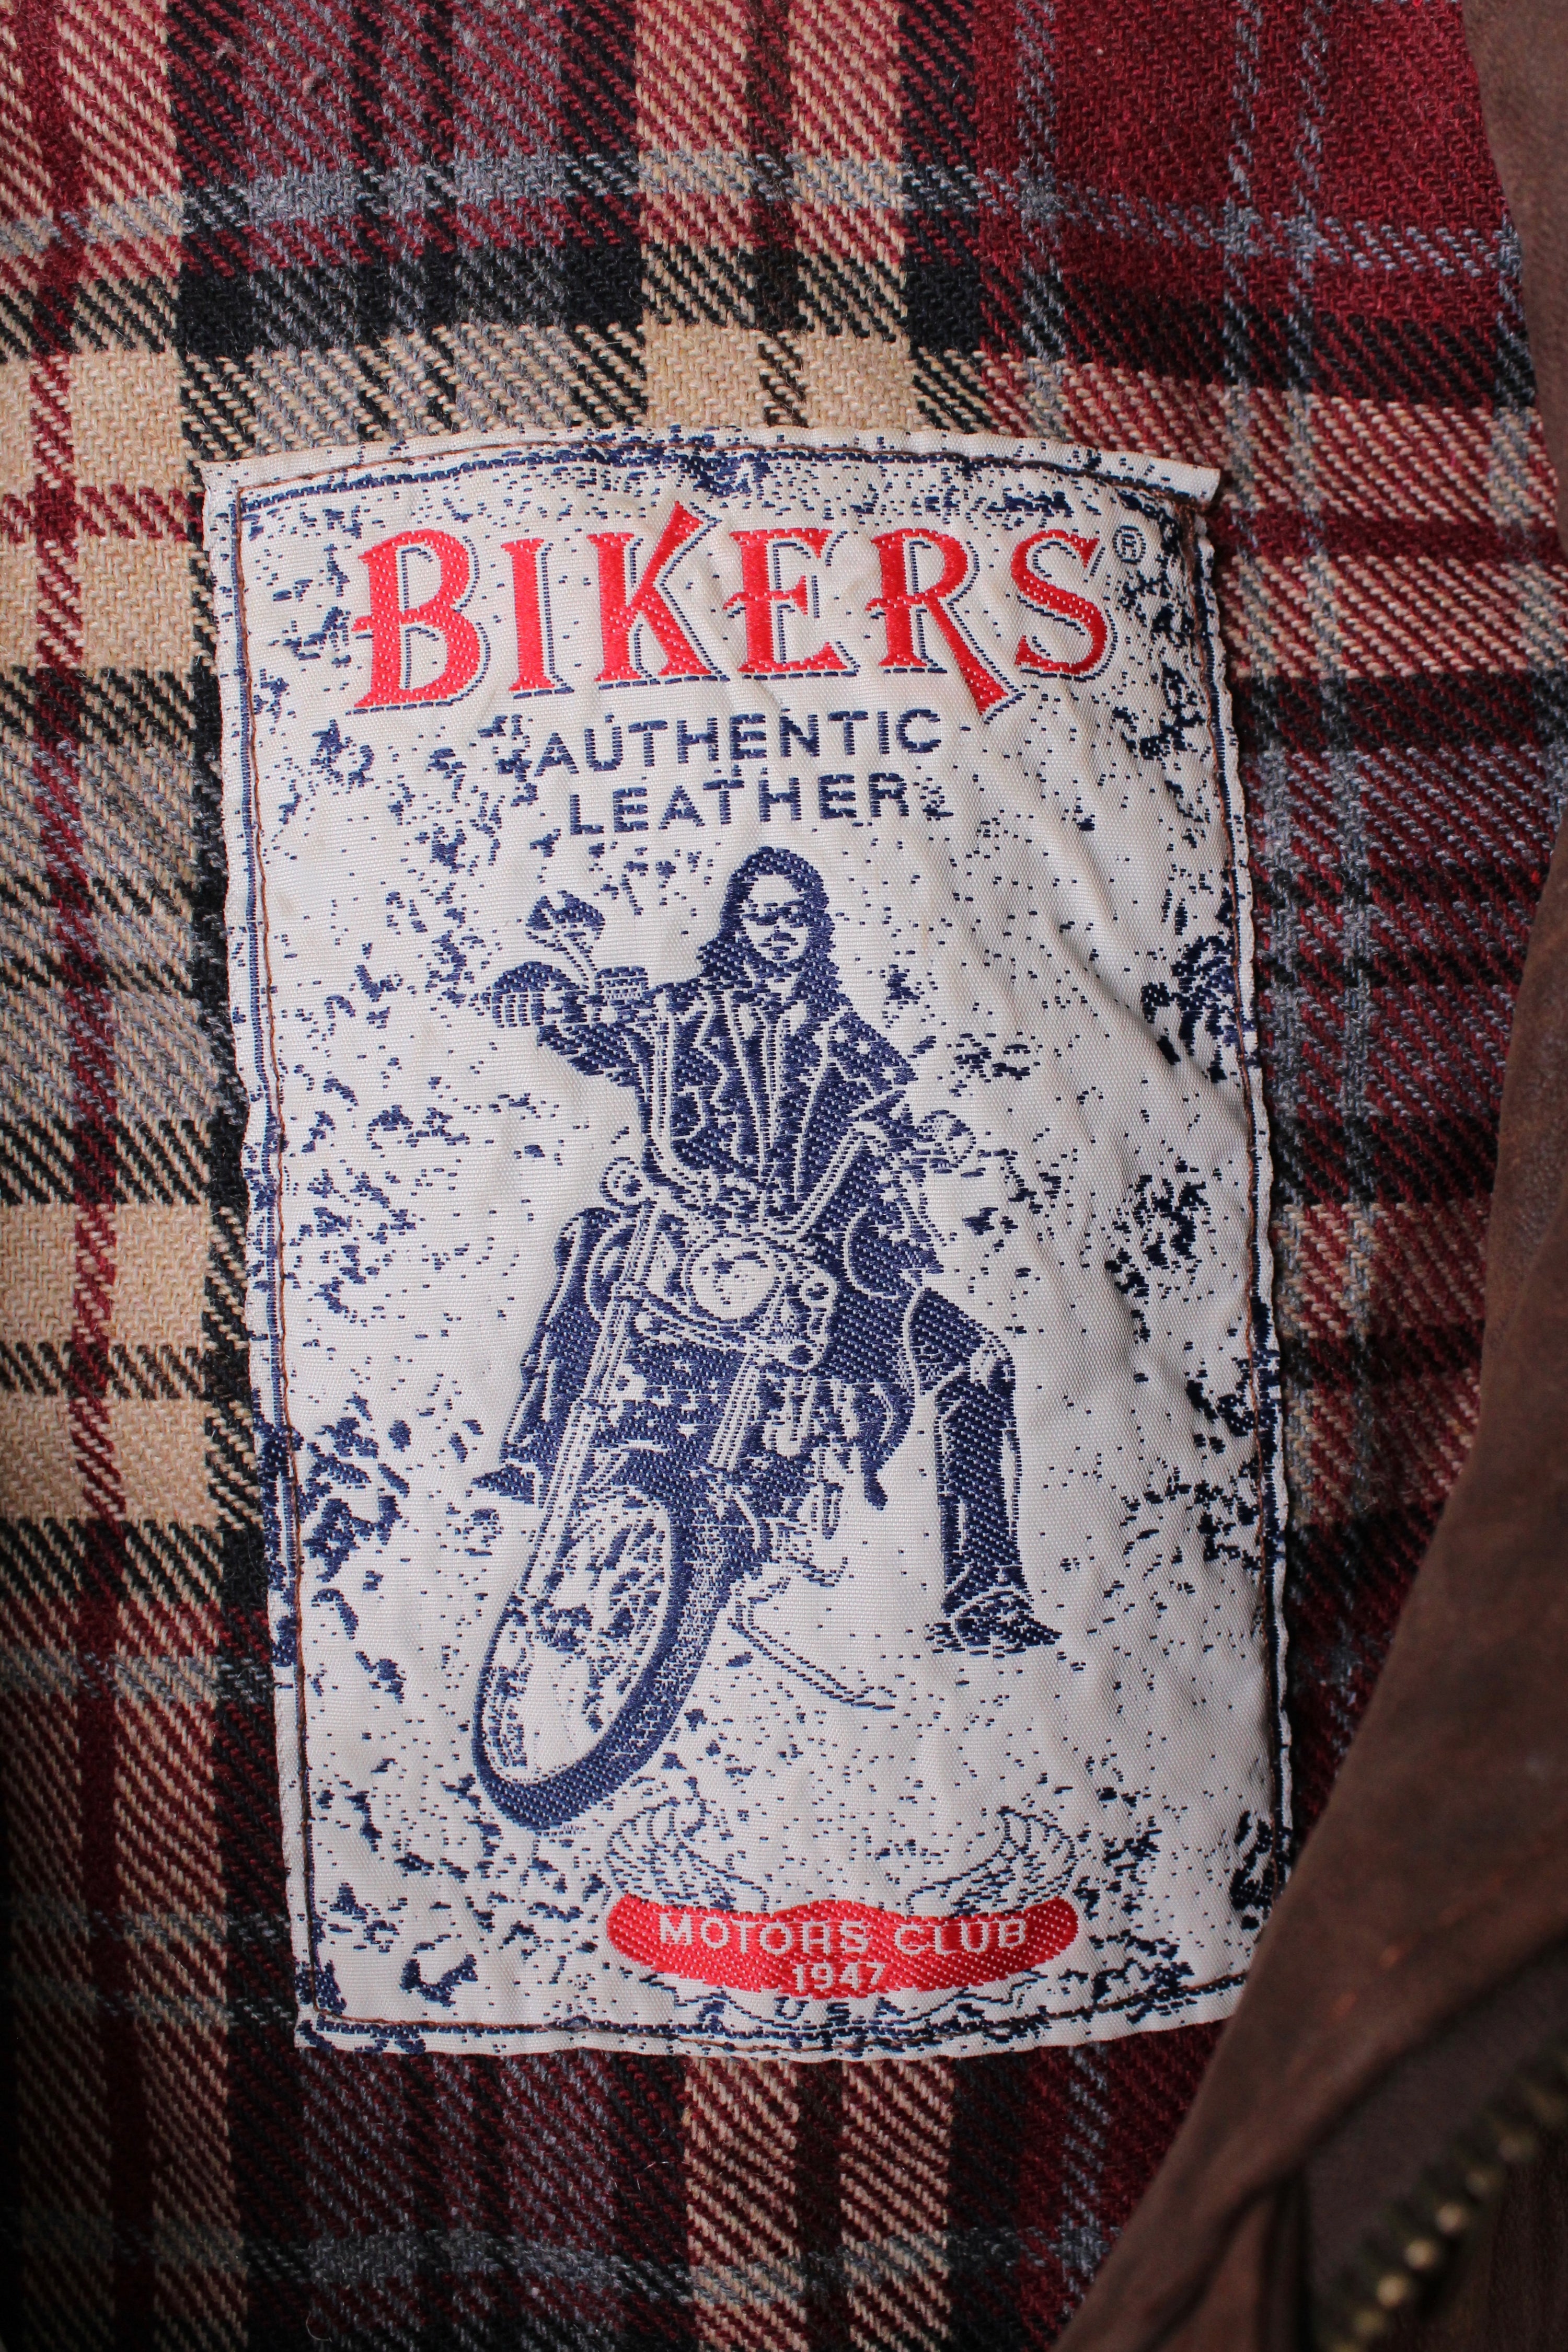 BIKERS®
AUTHENTIC
LEATHER
MOTORS CLUB
1947
USA